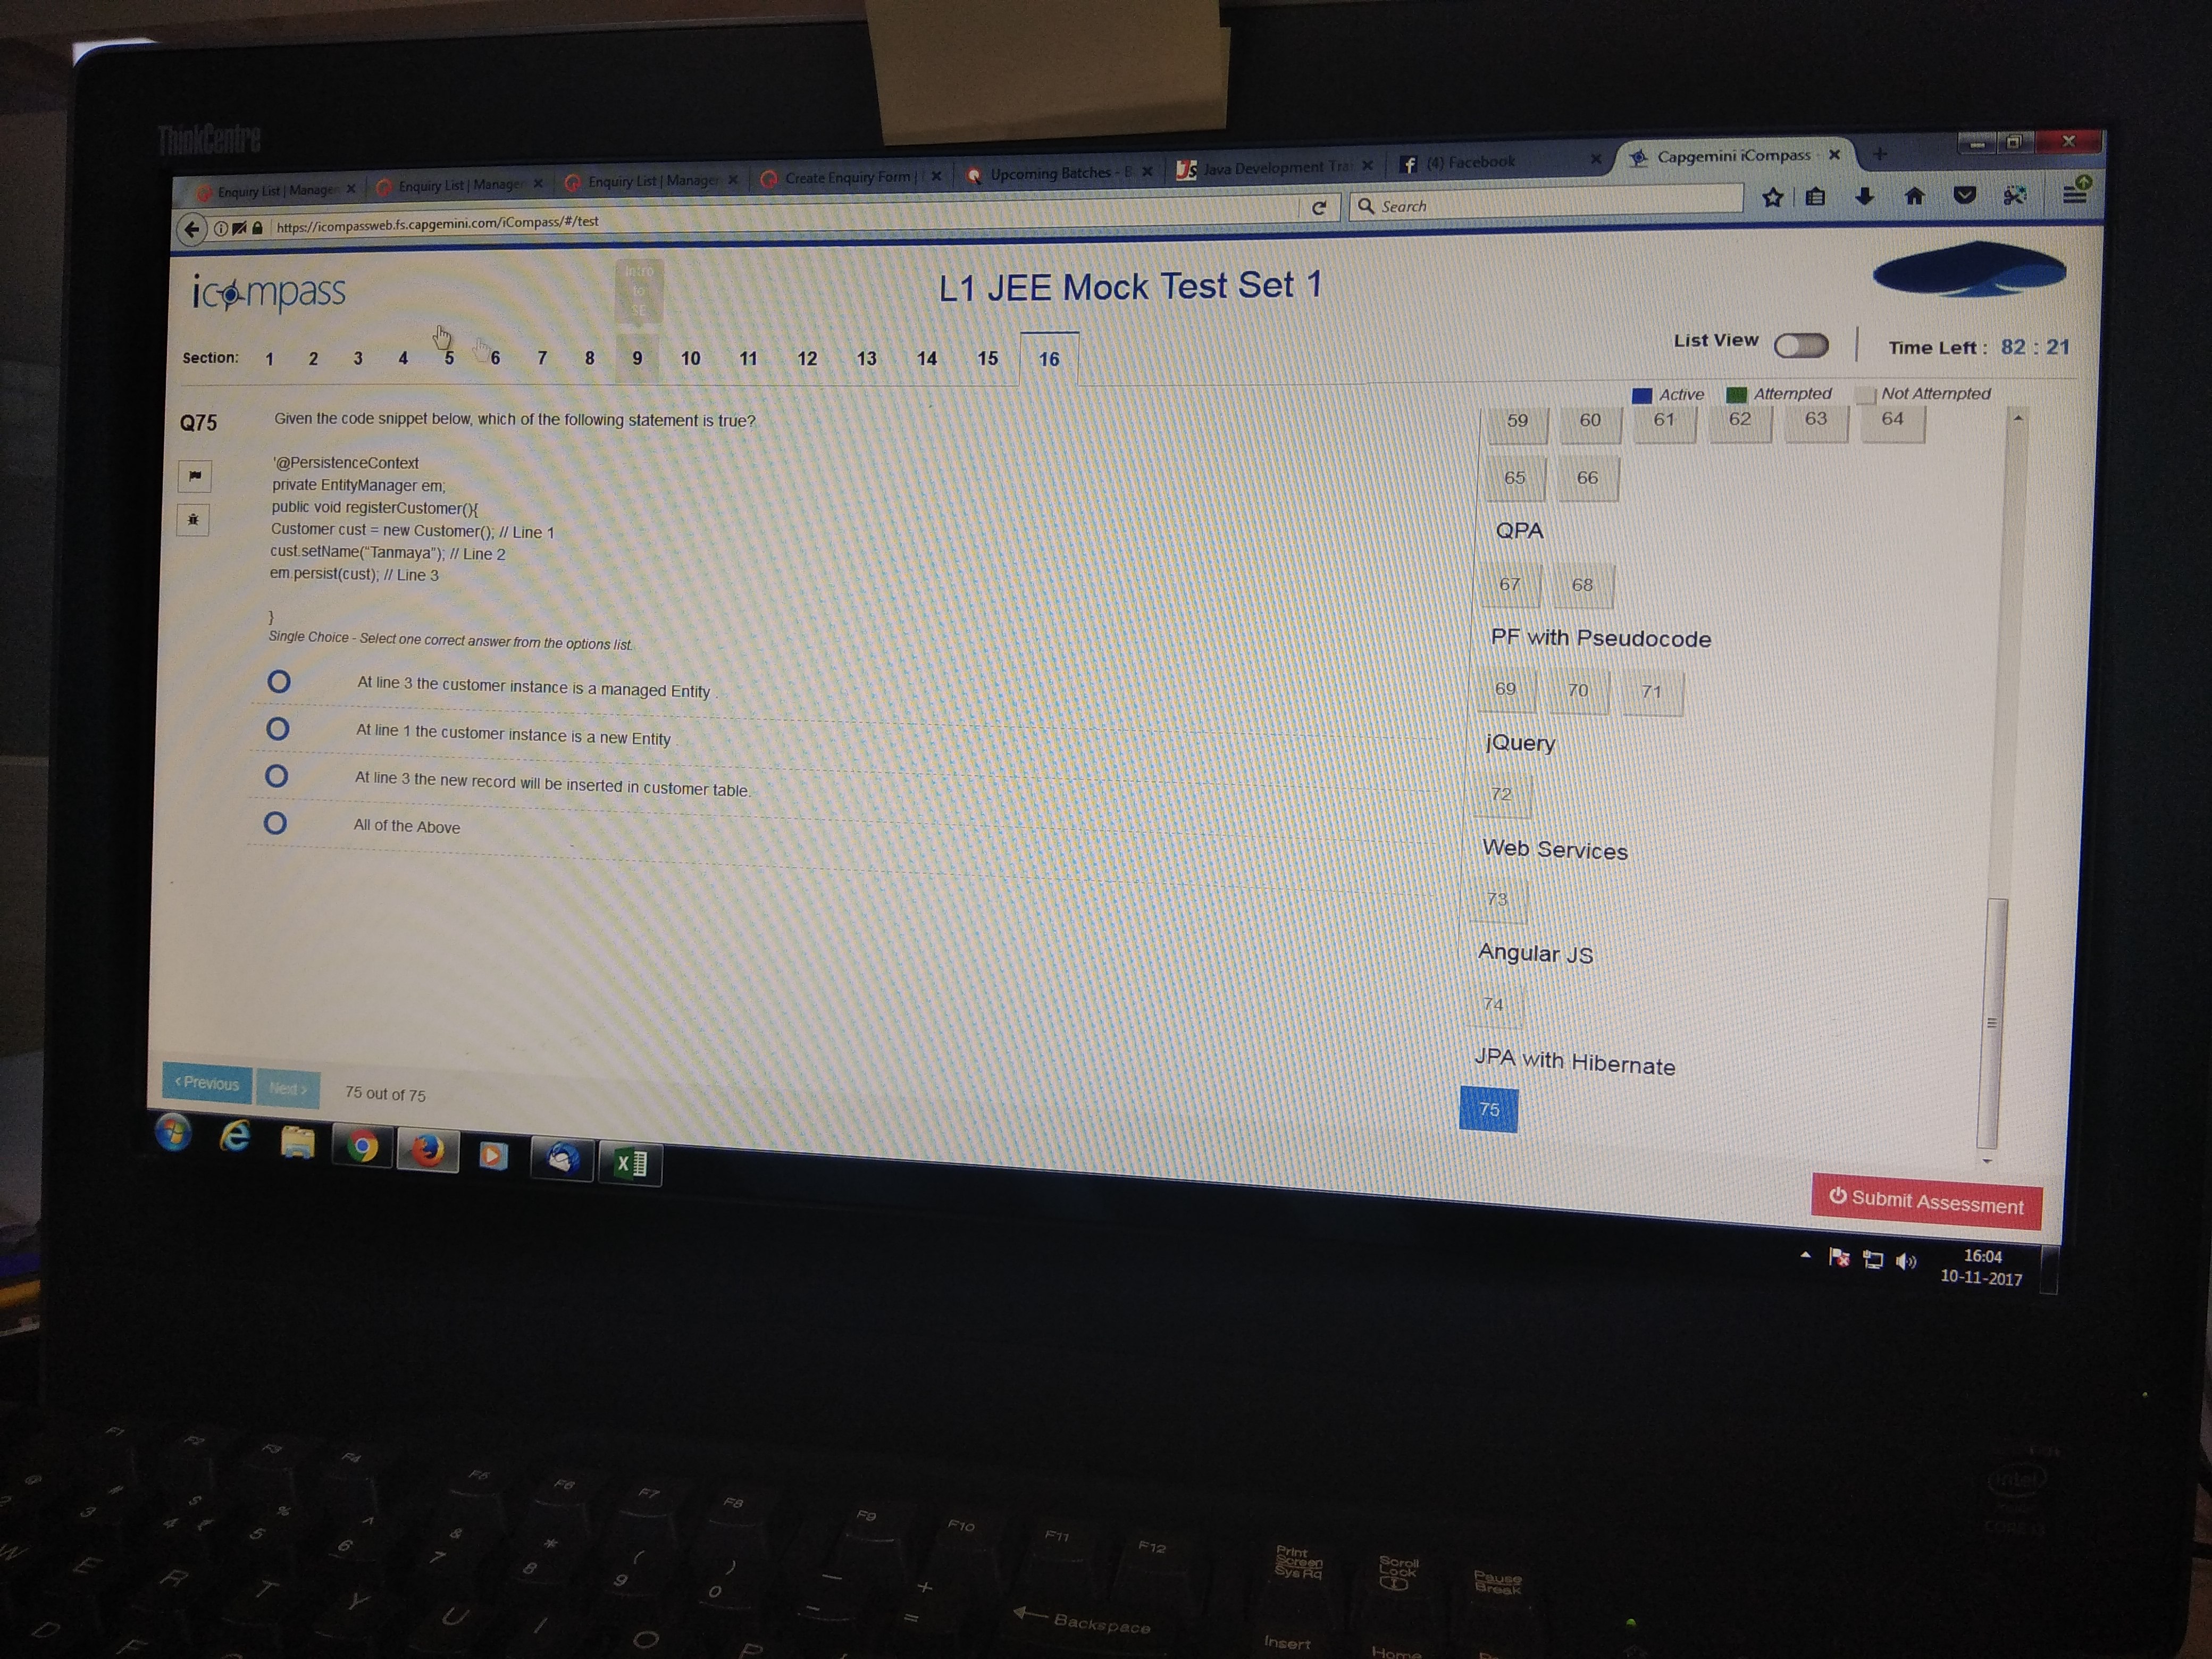 ThinkCentre
Enquiry List | Manager
Enquiry List | Manager
Enquiry List | Manager
Create Enquiry Form |
Upcoming Batches - B
Java Development Tra
(4) Facebook
Capgemini iCompass
https://icompassweb.fs.capgemini.com/iCompass/#/test
Search
icompass
Intro
to
SE
L1 JEE Mock Test Set 1
List View
Time Left : 82 : 21
Section: 1 2 3 4 5 6 7 8 9 10 11 12 13 14 15 16
Active Attempted Not Attempted
Q75
Given the code snippet below, which of the following statement is true?
'@PersistenceContext
private EntityManager em;
public void registerCustomer(){
Customer cust = new Customer(); // Line 1
cust.setName("Tanmaya"); // Line 2
em.persist(cust); // Line 3
}
Single Choice - Select one correct answer from the options list.
At line 3 the customer instance is a managed Entity .
At line 1 the customer instance is a new Entity .
At line 3 the new record will be inserted in customer table.
All of the Above
59 60 61 62 63 64
65 66
QPA
67 68
PF with Pseudocode
69 70 71
jQuery
72
Web Services
73
Angular JS
74
JPA with Hibernate
75
< Previous
Next >
75 out of 75
Submit Assessment
16:04
10-11-2017
intel
F1 F2 F3 F4 F5 F6 F7 F8 F9 F10 F11 F12
Print
Screen
Sys Rq
Scroll
Lock
Pause
Break
@ # $ % ^ & * ( ) _ +
3 4 ₹ 5 6 7 8 9 0 - =
Backspace
Insert
Home
W E R T Y U I O P
D F